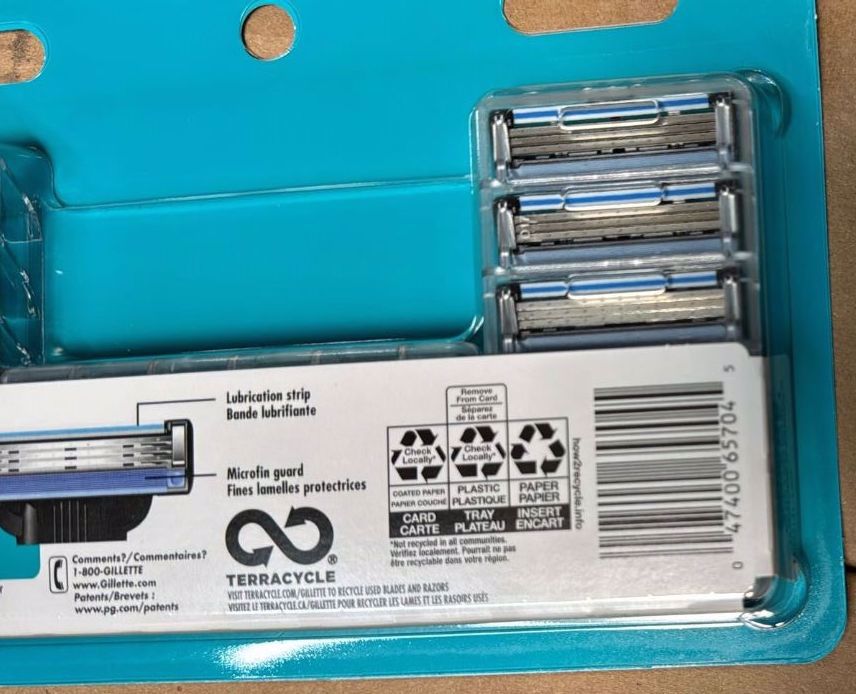 Lubrication strip
Bande lubrifiante
Microfin guard
Fines lamelles protectrices
Comments?/Commentaires?
1-800-GILLETTE
www.Gillette.com
Patents/Brevets :
www.pg.com/patents
®
TERRACYCLE
VISIT TERRACYCLE.COM/GILLETTE TO RECYCLE USED BLADES AND RAZORS
VISITEZ LE TERRACYCLE.CA/GILLETTE POUR RECYCLER LES LAMES ET LES RASOIRS USÉS
Remove
From Card
Séparez
de la carte
Check
Locally*
Check
Locally*
COATED PAPER
PAPIER COUCHÉ
PLASTIC
PLASTIQUE
PAPER
PAPIER
CARD
CARTE
TRAY
PLATEAU
INSERT
ENCART
*Not recycled in all communities.
Vérifiez localement. Pourrait ne pas
être recyclable dans votre région.
how2recycle.info
0 47400 65704 5